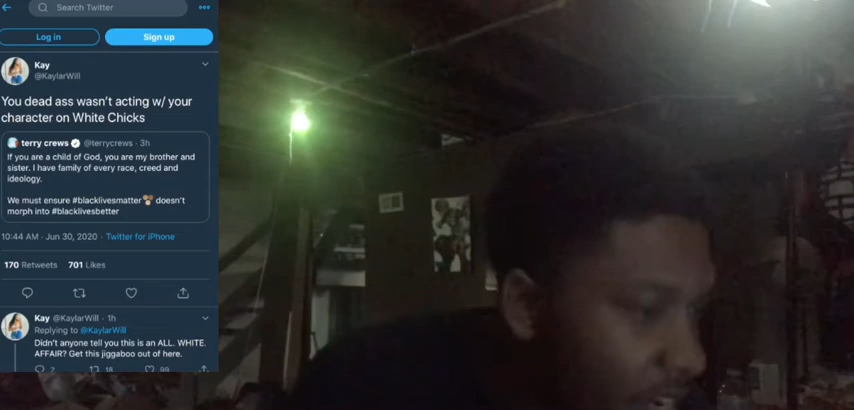 Search Twitter
Log in
Sign up
Kay
@KaylarWill
You dead ass wasn't acting w/ your
character on White Chicks
terry crews @terrycrews · 3h
If you are a child of God, you are my brother and
sister. I have family of every race, creed and
ideology.
We must ensure #blacklivesmatter doesn't
morph into #blacklivesbetter
10:44 AM · Jun 30, 2020 · Twitter for iPhone
170 Retweets 701 Likes
Kay @KaylarWill · 1h
Replying to @KaylarWill
Didn't anyone tell you this is an ALL. WHITE.
AFFAIR? Get this jiggaboo out of here.
2 18 99